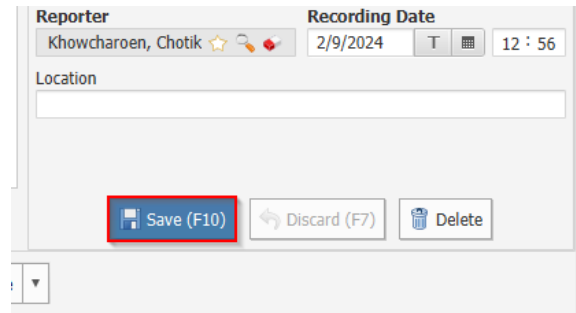 Reporter Recording Date
Khowcharoen, Chotik 2/9/2024 T 12 : 56
Location
Save (F10) Discard (F7) Delete